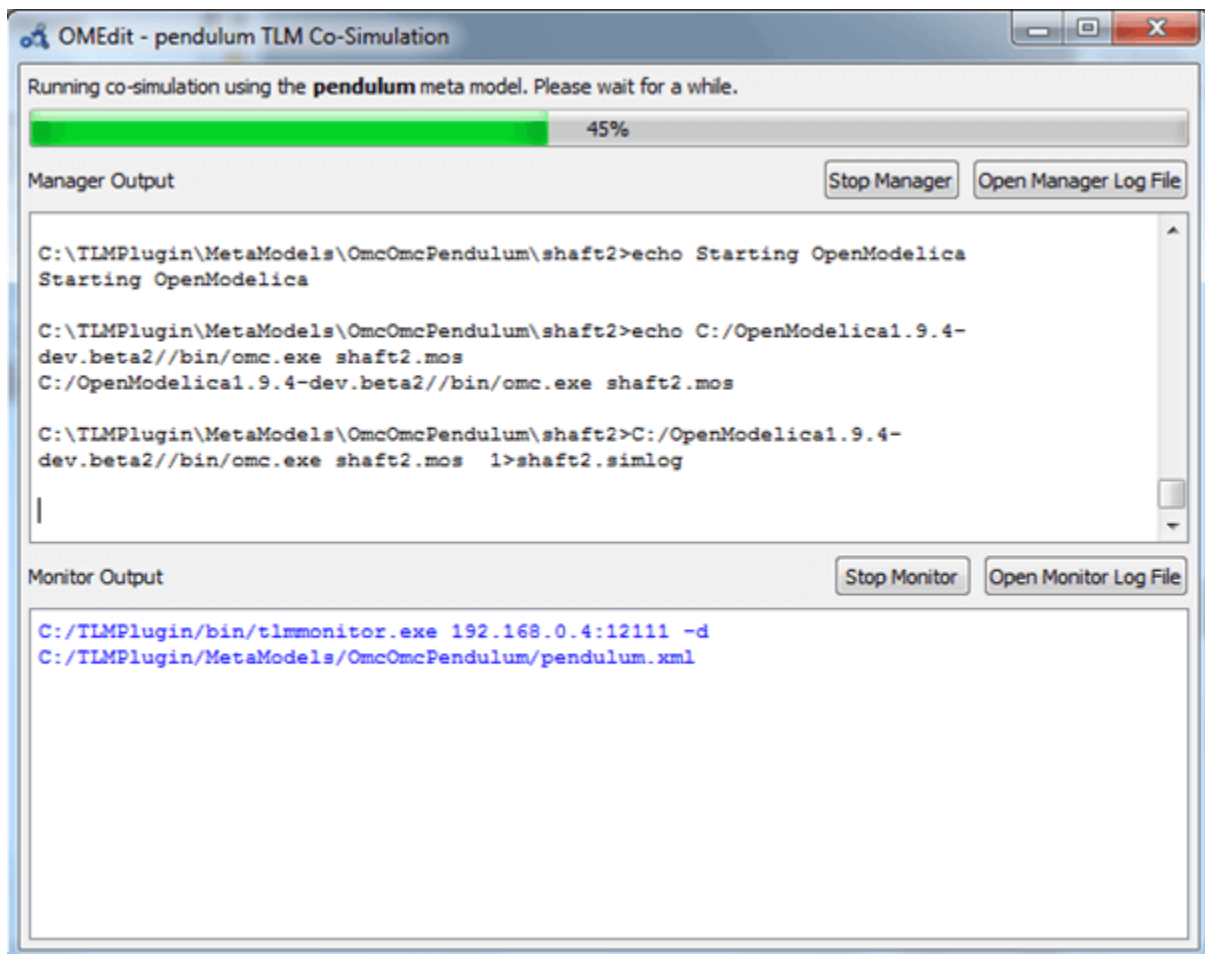 OMEdit - pendulum TLM Co-Simulation
Running co-simulation using the pendulum meta model. Please wait for a while.
45%
Manager Output
Stop Manager
Open Manager Log File
C:\TLMPlugin\MetaModels\OmcOmcPendulum\shaft2>echo Starting OpenModelica
Starting OpenModelica
C:\TLMPlugin\MetaModels\OmcOmcPendulum\shaft2>echo C:/OpenModelica1.9.4-
dev.beta2//bin/omc.exe shaft2.mos
C:/OpenModelica1.9.4-dev.beta2//bin/omc.exe shaft2.mos
C:\TLMPlugin\MetaModels\OmcOmcPendulum\shaft2>C:/OpenModelica1.9.4-
dev.beta2//bin/omc.exe shaft2.mos  1>shaft2.simlog
Monitor Output
Stop Monitor
Open Monitor Log File
C:/TLMPlugin/bin/tlmmonitor.exe 192.168.0.4:12111 -d
C:/TLMPlugin/MetaModels/OmcOmcPendulum/pendulum.xml